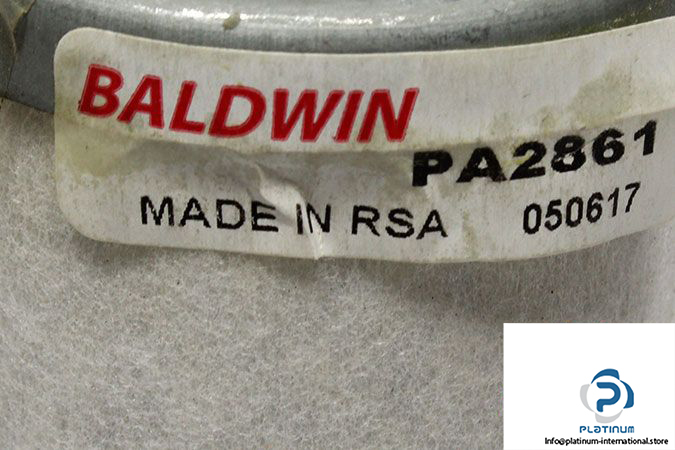 BALDWIN
PA2861
MADE IN RSA 050617
PLATINUM
Info@platinum-international.store